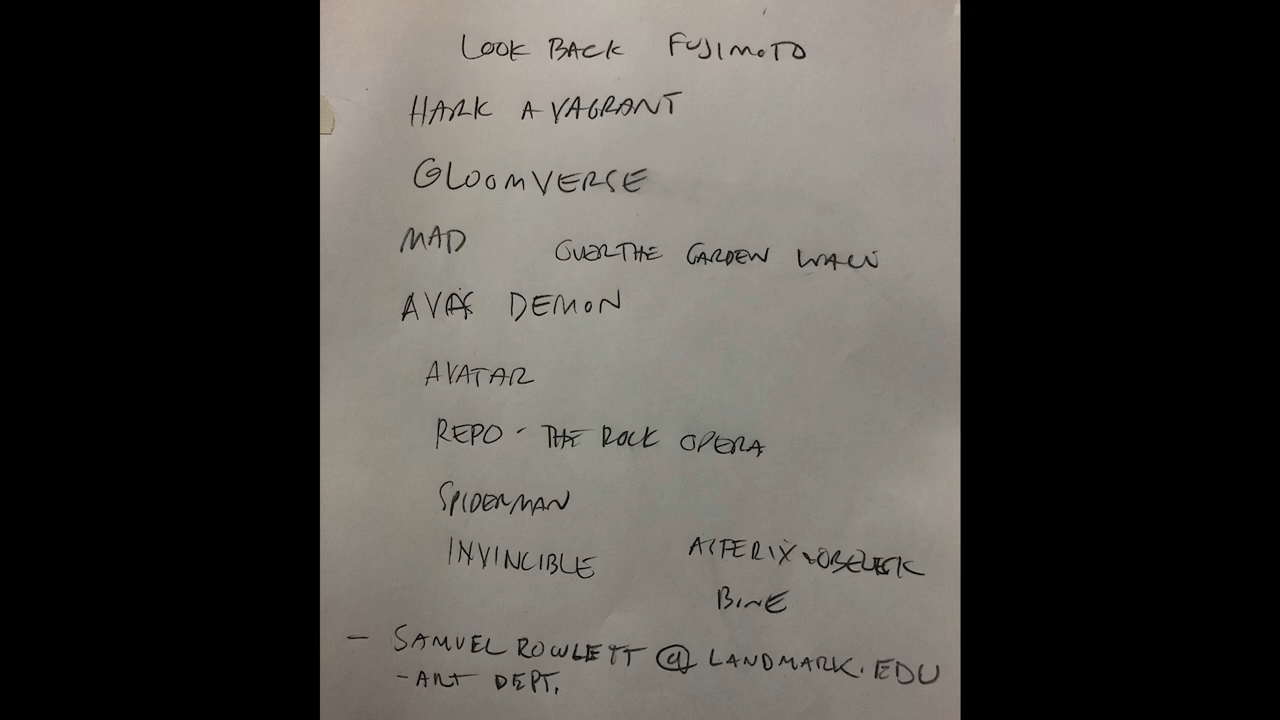 LOOK BACK FUJIMOTO
HARK A VAGRANT
GLOOMVERSE
MAD
OVER THE GARDEN WALL
AVA'S DEMON
AVATAR
REPO - THE ROCK OPERA
SPIDERMAN
INVINCIBLE
ASTERIX + OBELISK
BONE
- SAMUEL ROWLETT @ LANDMARK.EDU
- ART DEPT.